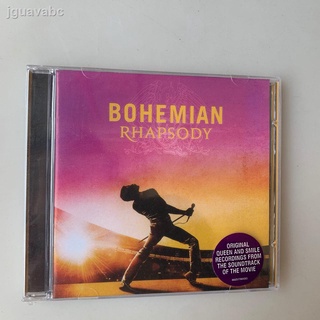 jguavabc
BOHEMIAN
RHAPSODY
ORIGINAL
QUEEN AND SMILE
RECORDINGS FROM
THE SOUNDTRACK
OF THE MOVIE